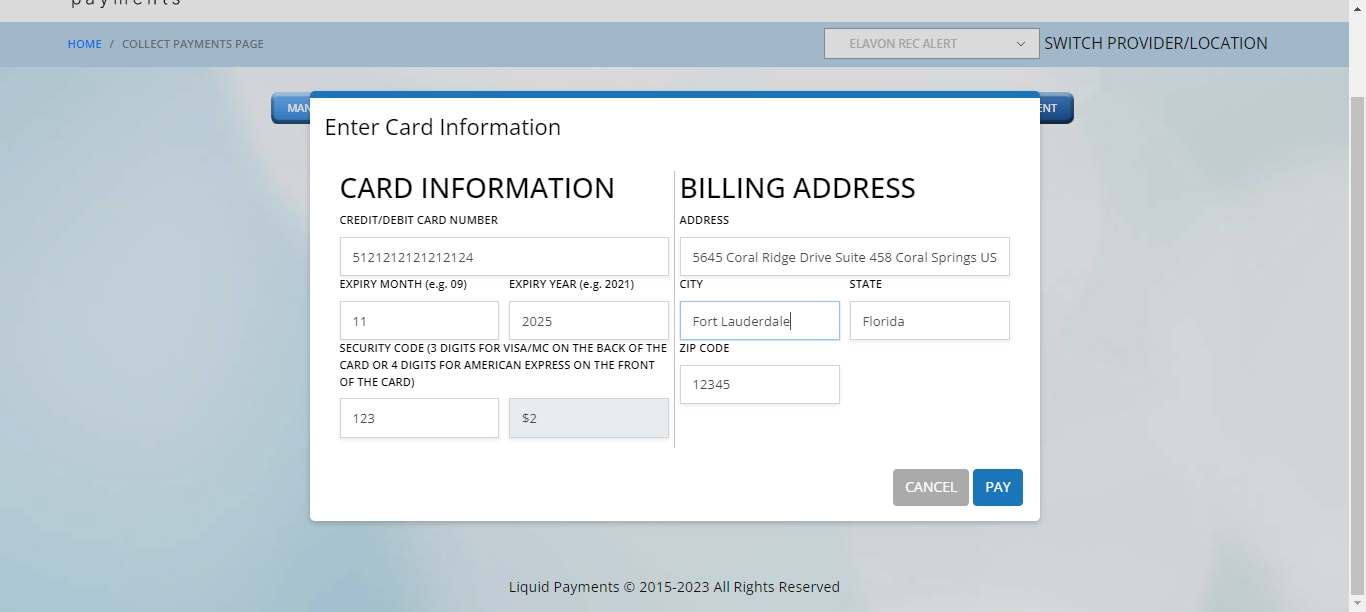 payments
HOME / COLLECT PAYMENTS PAGE
ELAVON REC ALERT
SWITCH PROVIDER/LOCATION
MAN
ENT
Enter Card Information
CARD INFORMATION
CREDIT/DEBIT CARD NUMBER
5121212121212124
EXPIRY MONTH (e.g. 09)
EXPIRY YEAR (e.g. 2021)
11
2025
SECURITY CODE (3 DIGITS FOR VISA/MC ON THE BACK OF THE
CARD OR 4 DIGITS FOR AMERICAN EXPRESS ON THE FRONT
OF THE CARD)
123
$2
BILLING ADDRESS
ADDRESS
5645 Coral Ridge Drive Suite 458 Coral Springs US
CITY
STATE
Fort Lauderdale
Florida
ZIP CODE
12345
CANCEL
PAY
Liquid Payments © 2015-2023 All Rights Reserved